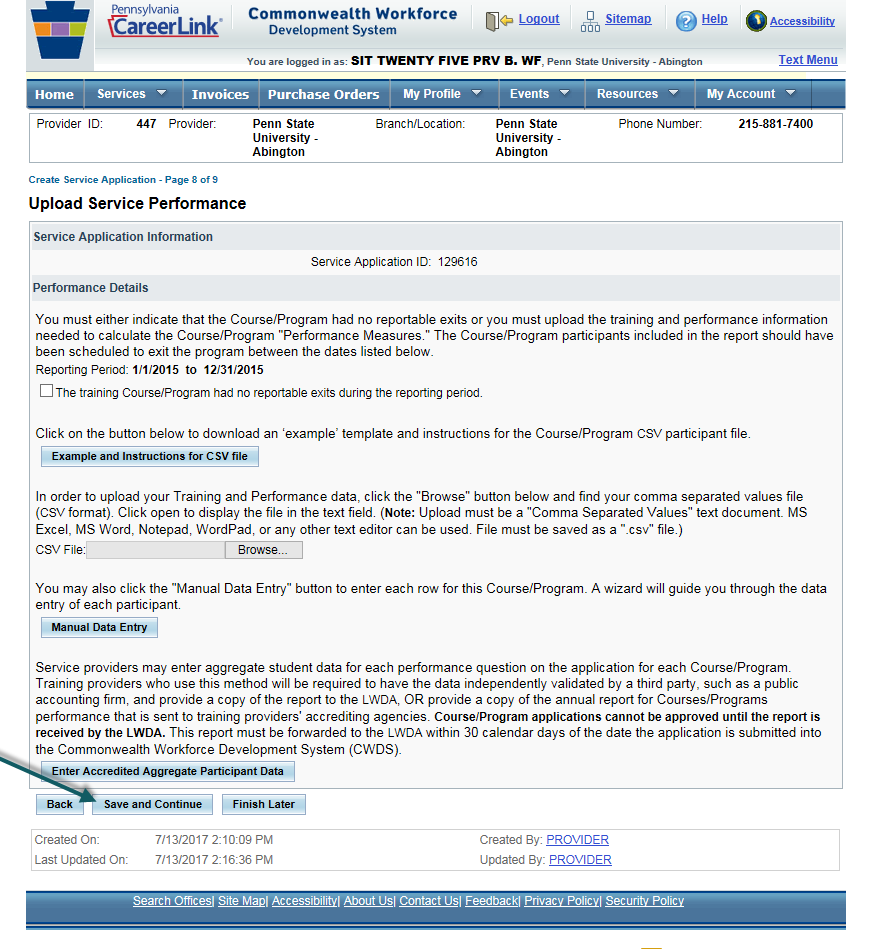 Pennsylvania
CareerLink®
Commonwealth Workforce
Development System
Logout
Sitemap
Help
Accessibility
You are logged in as: SIT TWENTY FIVE PRV B. WF, Penn State University - Abington
Text Menu
Home Services Invoices Purchase Orders My Profile Events Resources My Account
Provider ID: 447 Provider: Penn State University - Abington Branch/Location: Penn State University - Abington Phone Number: 215-881-7400
Create Service Application - Page 8 of 9
Upload Service Performance
Service Application Information
Service Application ID: 129616
Performance Details
You must either indicate that the Course/Program had no reportable exits or you must upload the training and performance information
needed to calculate the Course/Program "Performance Measures." The Course/Program participants included in the report should have
been scheduled to exit the program between the dates listed below.
Reporting Period: 1/1/2015 to 12/31/2015
The training Course/Program had no reportable exits during the reporting period.
Click on the button below to download an ‘example’ template and instructions for the Course/Program CSV participant file.
Example and Instructions for CSV file
In order to upload your Training and Performance data, click the "Browse" button below and find your comma separated values file
(CSV format). Click open to display the file in the text field. (Note: Upload must be a "Comma Separated Values" text document. MS
Excel, MS Word, Notepad, WordPad, or any other text editor can be used. File must be saved as a ".csv" file.)
CSV File: Browse...
You may also click the "Manual Data Entry" button to enter each row for this Course/Program. A wizard will guide you through the data
entry of each participant.
Manual Data Entry
Service providers may enter aggregate student data for each performance question on the application for each Course/Program.
Training providers who use this method will be required to have the data independently validated by a third party, such as a public
accounting firm, and provide a copy of the report to the LWDA, OR provide a copy of the annual report for Courses/Programs
performance that is sent to training providers' accrediting agencies. Course/Program applications cannot be approved until the report is
received by the LWDA. This report must be forwarded to the LWDA within 30 calendar days of the date the application is submitted into
the Commonwealth Workforce Development System (CWDS).
Enter Accredited Aggregate Participant Data
Back Save and Continue Finish Later
Created On: 7/13/2017 2:10:09 PM Created By: PROVIDER
Last Updated On: 7/13/2017 2:16:36 PM Updated By: PROVIDER
Search Offices| Site Map| Accessibility| About Us| Contact Us| Feedback| Privacy Policy| Security Policy